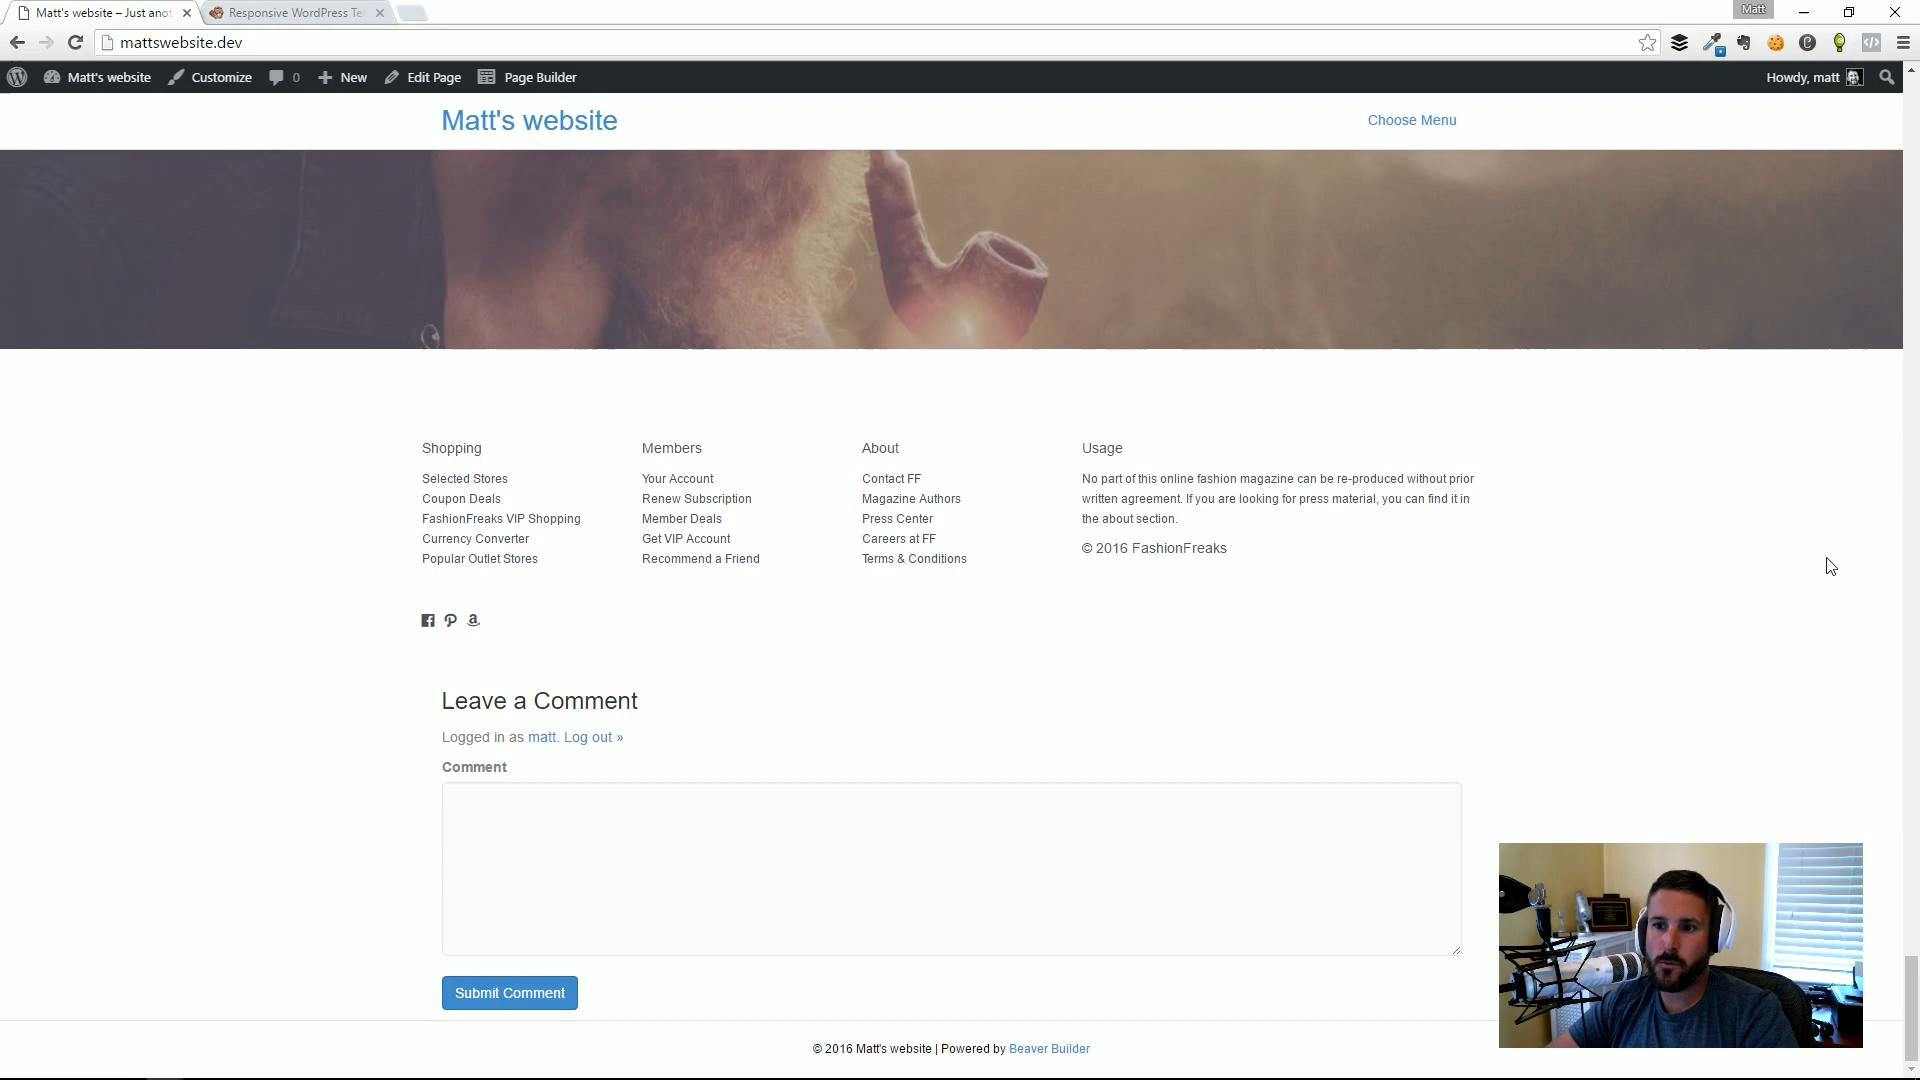 Matt's website – Just anot
Responsive WordPress Te
Matt
mattswebsite.dev
Matt's website
Customize
0
New
Edit Page
Page Builder
Howdy, matt
Matt's website
Choose Menu
Shopping
Selected Stores
Coupon Deals
FashionFreaks VIP Shopping
Currency Converter
Popular Outlet Stores
Members
Your Account
Renew Subscription
Member Deals
Get VIP Account
Recommend a Friend
About
Contact FF
Magazine Authors
Press Center
Careers at FF
Terms & Conditions
Usage
No part of this online fashion magazine can be re-produced without prior
written agreement. If you are looking for press material, you can find it in
the about section.
© 2016 FashionFreaks
Leave a Comment
Logged in as matt. Log out »
Comment
Submit Comment
© 2016 Matt's website | Powered by Beaver Builder